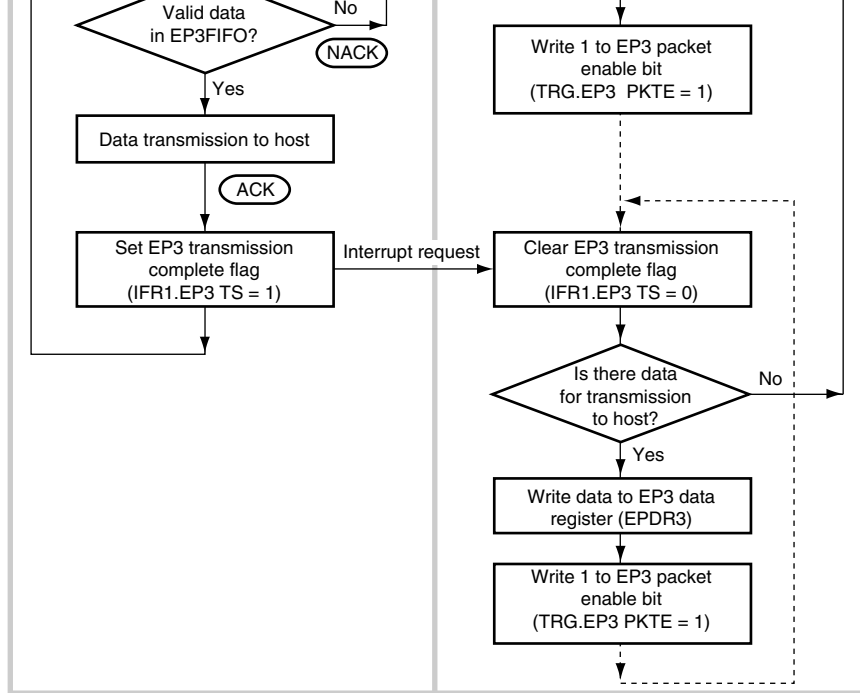 Valid data
in EP3FIFO?
No
NACK
Yes
Data transmission to host
ACK
Set EP3 transmission
complete flag
(IFR1.EP3 TS = 1)
Interrupt request
Write 1 to EP3 packet
enable bit
(TRG.EP3 PKTE = 1)
Clear EP3 transmission
complete flag
(IFR1.EP3 TS = 0)
Is there data
for transmission
to host?
No
Yes
Write data to EP3 data
register (EPDR3)
Write 1 to EP3 packet
enable bit
(TRG.EP3 PKTE = 1)